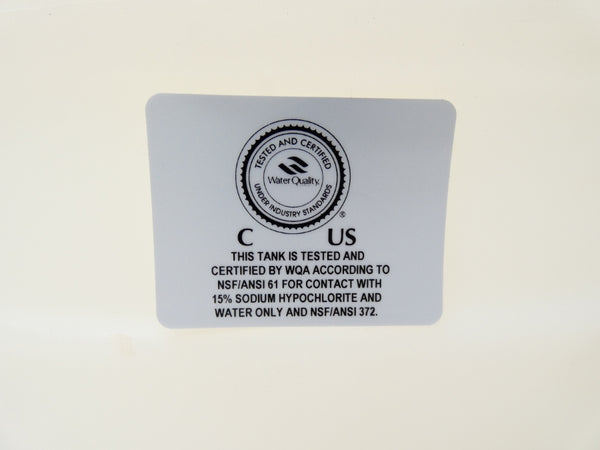 TESTED AND CERTIFIED
Water Quality
UNDER INDUSTRY STANDARDS
®
C US
THIS TANK IS TESTED AND
CERTIFIED BY WQA ACCORDING TO
NSF/ANSI 61 FOR CONTACT WITH
15% SODIUM HYPOCHLORITE AND
WATER ONLY AND NSF/ANSI 372.